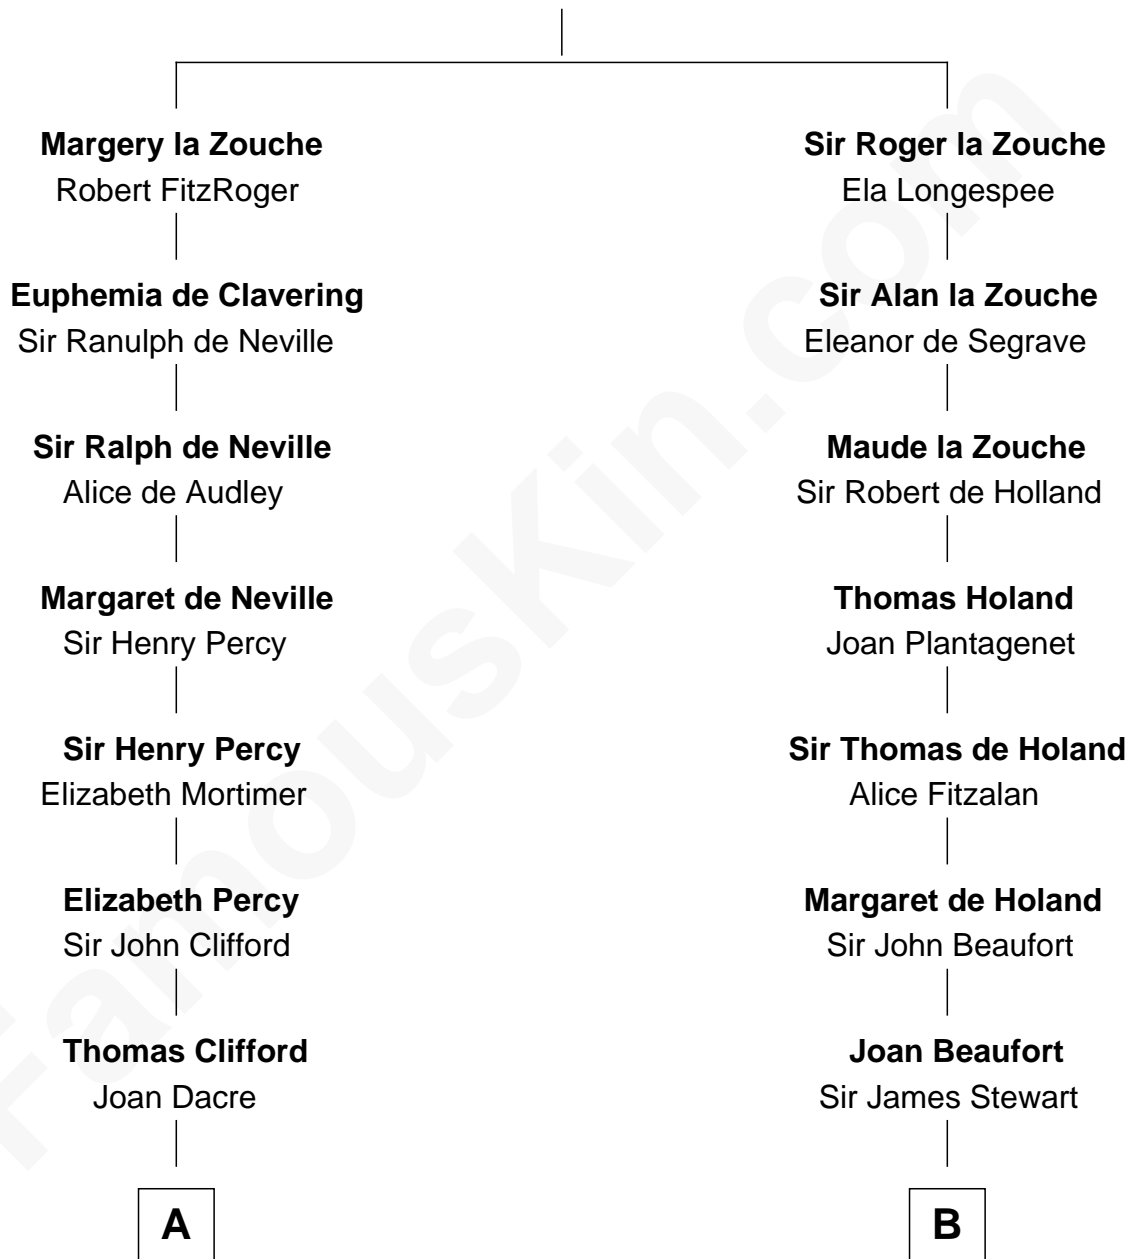 Margery la Zouche
Robert FitzRoger
Sir Roger la Zouche
Ela Longespee
Euphemia de Clavering
Sir Ranulph de Neville
Sir Alan la Zouche
Eleanor de Segrave
Sir Ralph de Neville
Alice de Audley
Maude la Zouche
Sir Robert de Holland
Margaret de Neville
Sir Henry Percy
Thomas Holand
Joan Plantagenet
Sir Henry Percy
Elizabeth Mortimer
Sir Thomas de Holand
Alice Fitzalan
Elizabeth Percy
Sir John Clifford
Margaret de Holand
Sir John Beaufort
Thomas Clifford
Joan Dacre
Joan Beaufort
Sir James Stewart
A
B
FamousKin.com